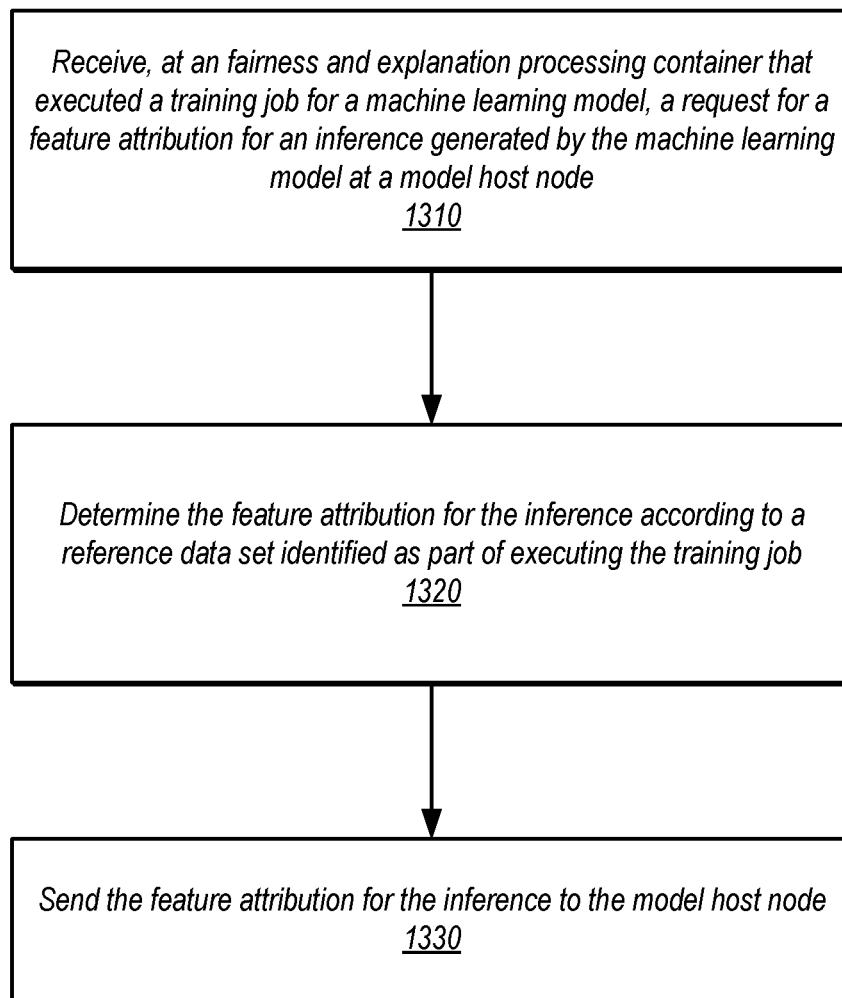 Receive, at an fairness and explanation processing container that
executed a training job for a machine learning model, a request for a
feature attribution for an inference generated by the machine learning
model at a model host node
1310
Determine the feature attribution for the inference according to a
reference data set identified as part of executing the training job
1320
Send the feature attribution for the inference to the model host node
1330